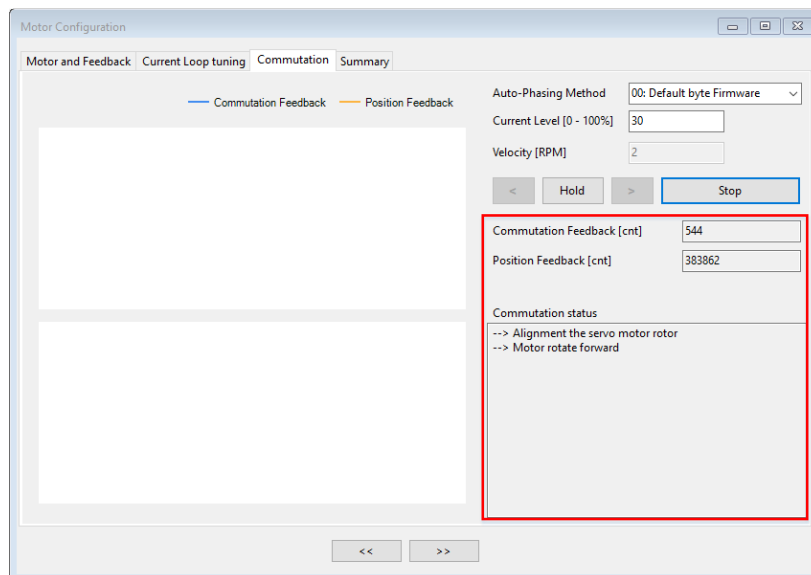 Motor Configuration
Motor and Feedback Current Loop tuning Commutation Summary
Commutation Feedback Position Feedback
Auto-Phasing Method 00: Default byte Firmware
Current Level [0 - 100%] 30
Velocity [RPM] 2
< Hold > Stop
Commutation Feedback [cnt] 544
Position Feedback [cnt] 383862
Commutation status
--> Alignment the servo motor rotor
--> Motor rotate forward
<< >>